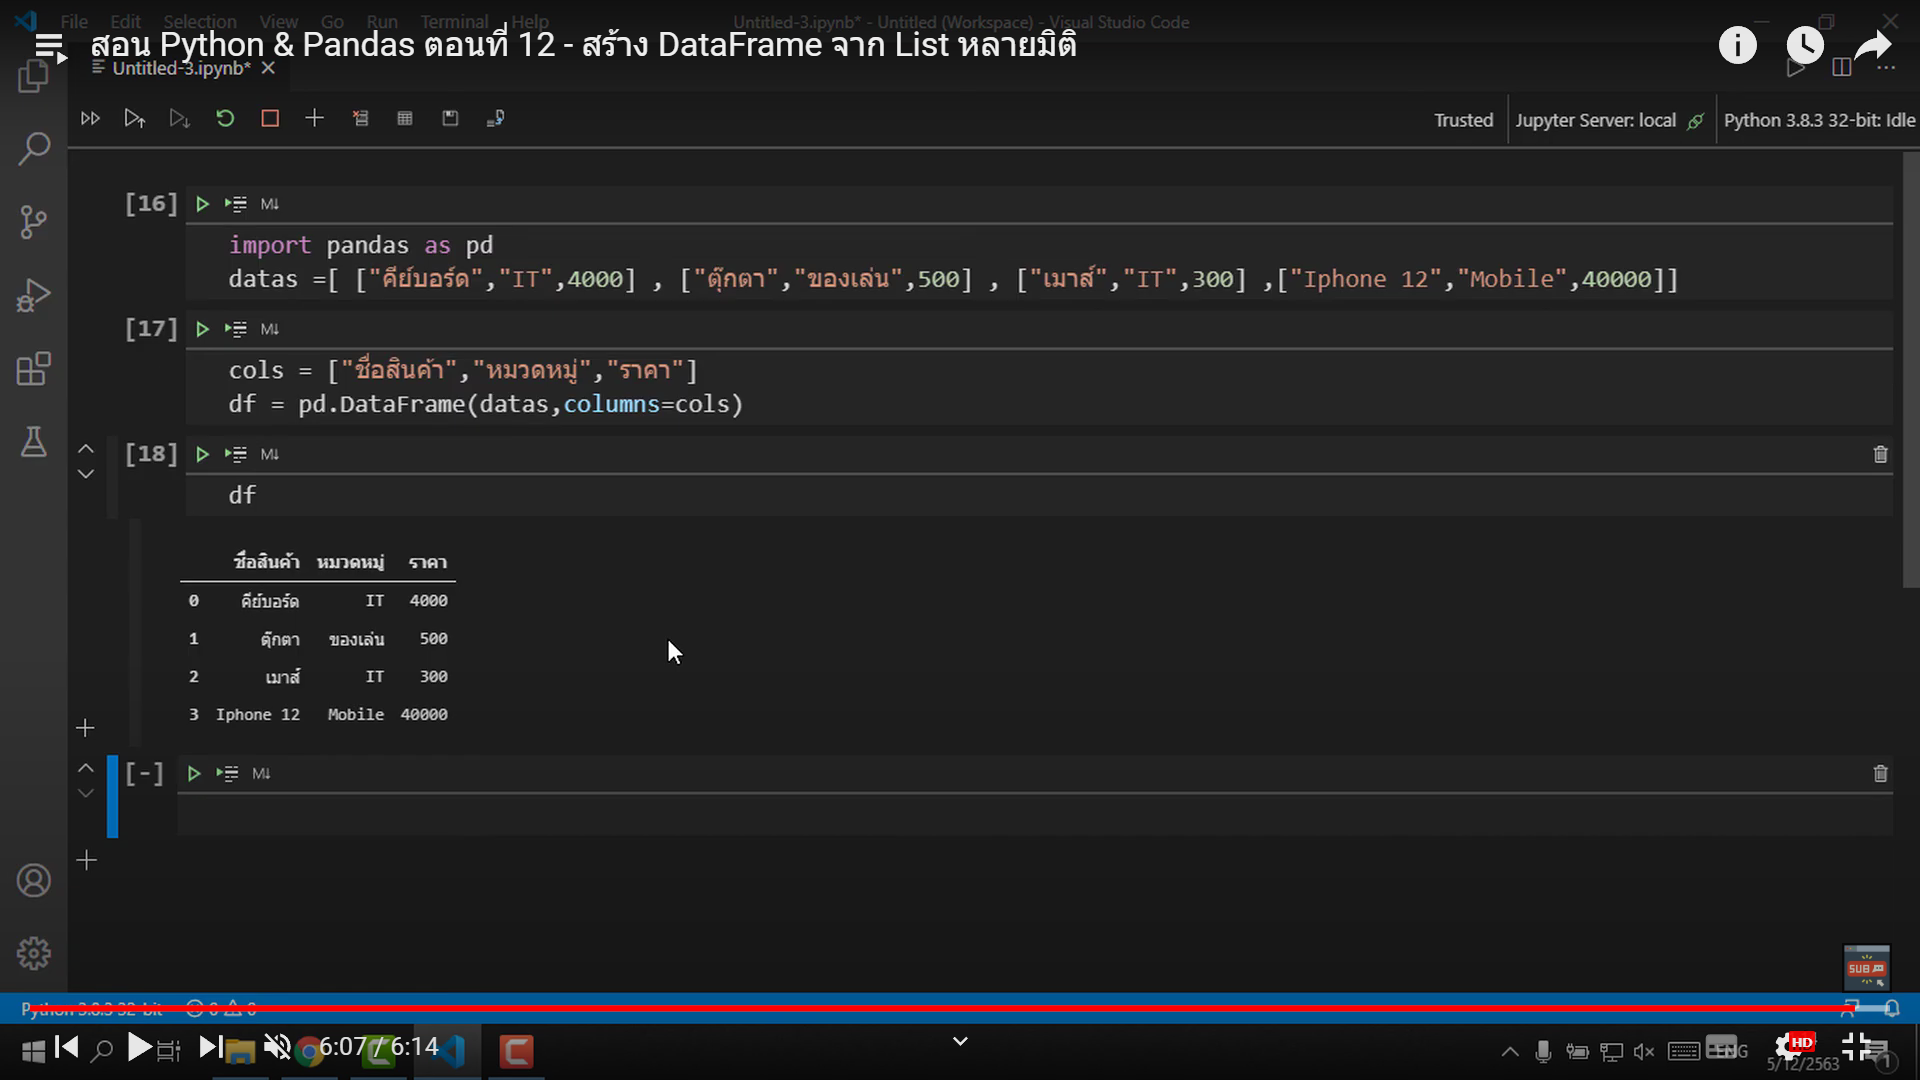 File Edit Selection View Go Run Terminal Help Untitled-3.ipynb* - Untitled (Workspace) - Visual Studio Code
สอน Python & Pandas ตอนที่ 12 - สร้าง DataFrame จาก List หลายมิติ
Untitled-3.ipynb*
Trusted Jupyter Server: local Python 3.8.3 32-bit: Idle
[16] M↓
import pandas as pd
datas =[ ["คีย์บอร์ด","IT",4000] , ["ตุ๊กตา","ของเล่น",500] , ["เมาส์","IT",300] ,["Iphone 12","Mobile",40000]]
[17] M↓
cols = ["ชื่อสินค้า","หมวดหมู่","ราคา"]
df = pd.DataFrame(datas,columns=cols)
[18] M↓
df
ชื่อสินค้า หมวดหมู่ ราคา
0 คีย์บอร์ด IT 4000
1 ตุ๊กตา ของเล่น 500
2 เมาส์ IT 300
3 Iphone 12 Mobile 40000
[-] M↓
SUB
Python 3.8.3 32-bit 0 0
6:07 / 6:14
ENG
HD
5/12/2563
1